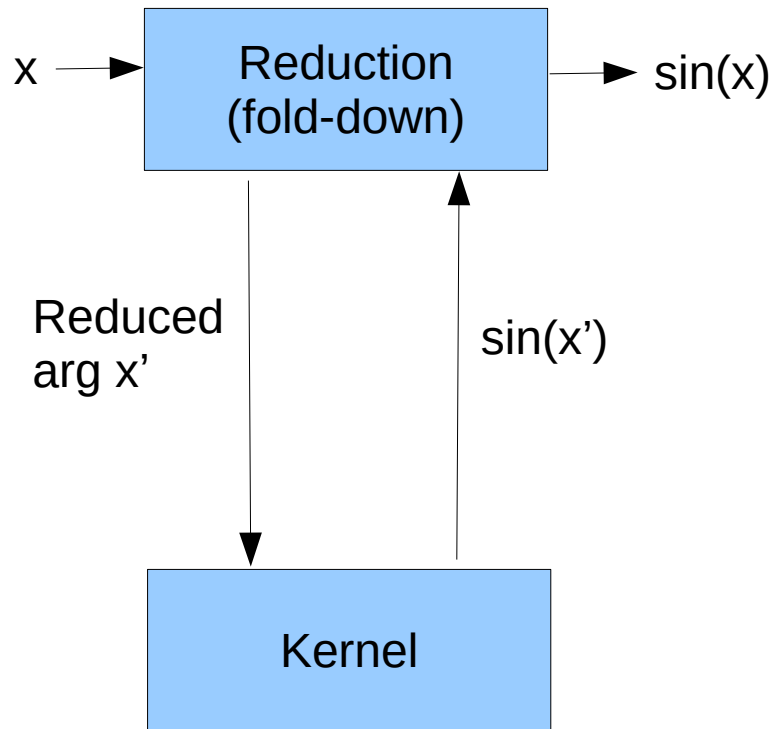 x
Reduction
(fold-down)
sin(x)
Reduced
arg x’
sin(x’)
Kernel